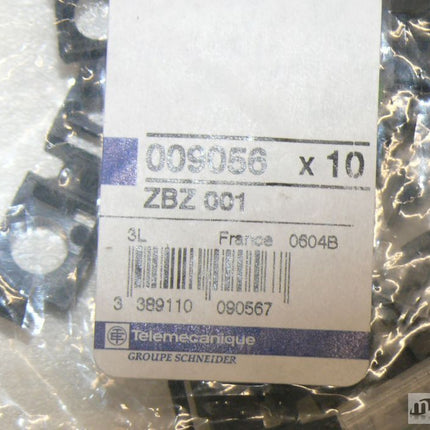 009056 x 10
ZBZ 001
3L France 0604B
3 389110 090567
Telemecanique
GROUPE SCHNEIDER